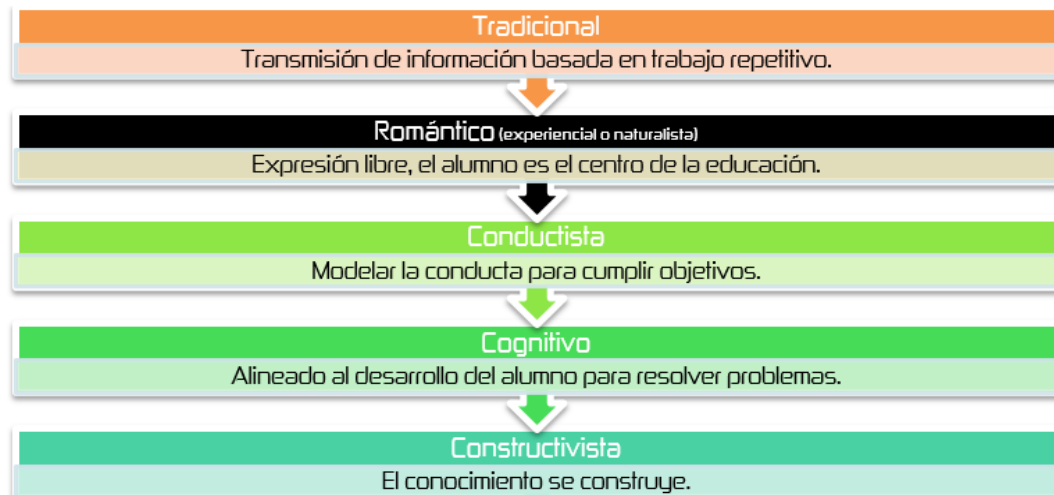 Tradicional
Transmisión de información basada en trabajo repetitivo.
Romántico (experiencial o naturalista)
Expresión libre, el alumno es el centro de la educación.
Conductista
Modelar la conducta para cumplir objetivos.
Cognitivo
Alineado al desarrollo del alumno para resolver problemas.
Constructivista
El conocimiento se construye.